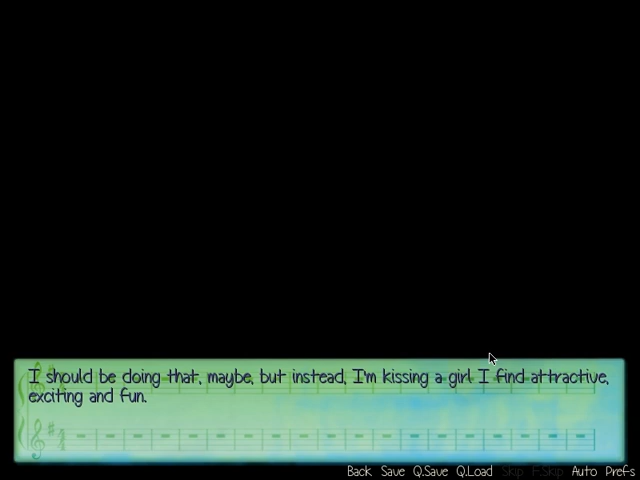 I should be doing that, maybe, but instead, I'm kissing a girl I find attractive,
exciting and fun.
Back Save Q.Save Q.Load Skip F.Skip Auto Prefs